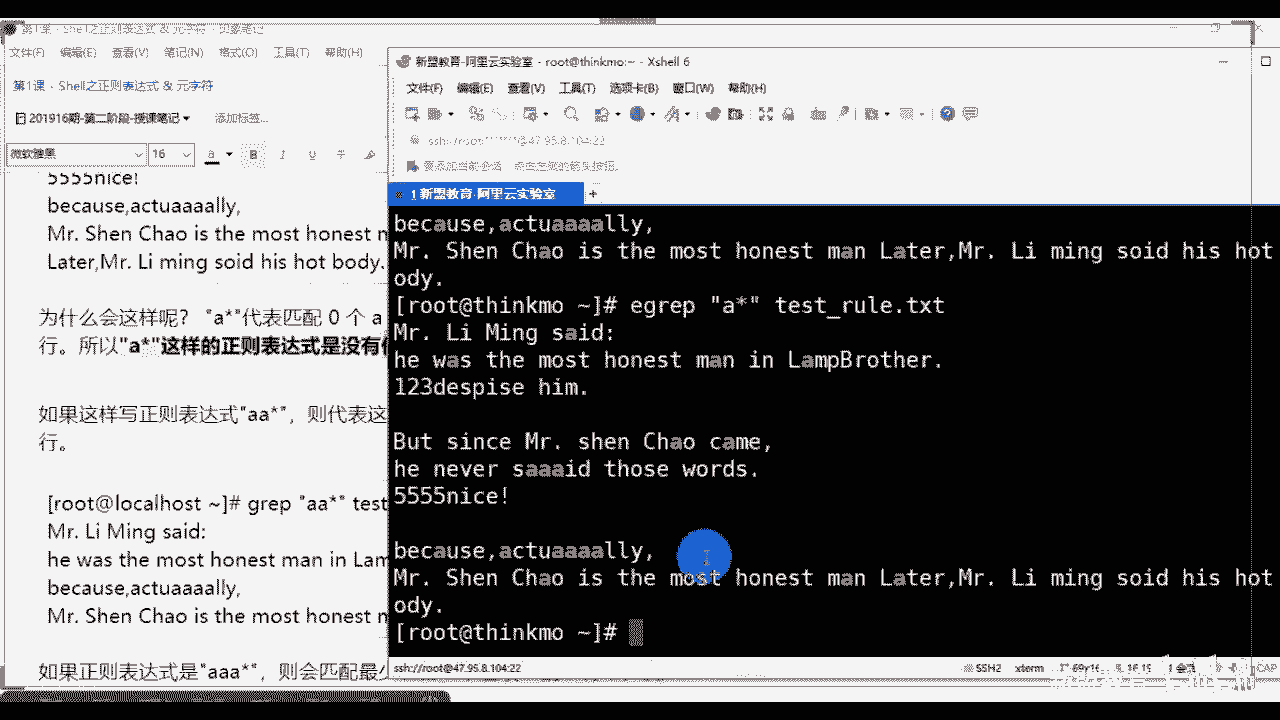 第1课 · Shell之正则表达式 & 元字符
文件(F) 编辑(E) 查看(V) 笔记(N) 格式(O) 工具(T) 帮助(H)
第1课 · Shell之正则表达式 & 元字符
201916期-第二阶段-授课笔记 添加标签...
微软雅黑 16
5555nice!
because,actuaaaally,
Mr. Shen Chao is the most honest
Later,Mr. Li ming soid his hot body.
为什么会这样呢? "a*"代表匹配 0 个 a
行。所以"a*"这样的正则表达式是没有
如果这样写正则表达式"aa*",则代表这
行。
[root@localhost ~]# grep "aa*" test
Mr. Li Ming said:
he was the most honest man in Lam
because,actuaaaally,
Mr. Shen Chao is the most honest
如果正则表达式是"aaa*",则会匹配最
新盟教育-阿里云实验室 - root@thinkmo:~ - Xshell 6
文件(F) 编辑(E) 查看(V) 工具(T) 选项卡(B) 窗口(W) 帮助(H)
ssh://root:*******@47.95.8.104:22
要添加当前会话,点击左侧的箭头按钮。
1 新盟教育-阿里云实验室 +
because,actuaaaally,
Mr. Shen Chao is the most honest man Later,Mr. Li ming soid his hot
ody.
[root@thinkmo ~]# egrep "a*" test_rule.txt
Mr. Li Ming said:
he was the most honest man in LampBrother.
123despise him.
But since Mr. shen Chao came,
he never saaaid those words.
5555nice!
because,actuaaaally,
Mr. Shen Chao is the most honest man Later,Mr. Li ming soid his hot
ody.
[root@thinkmo ~]#
ssh://root@47.95.8.104:22 SSH2 xterm